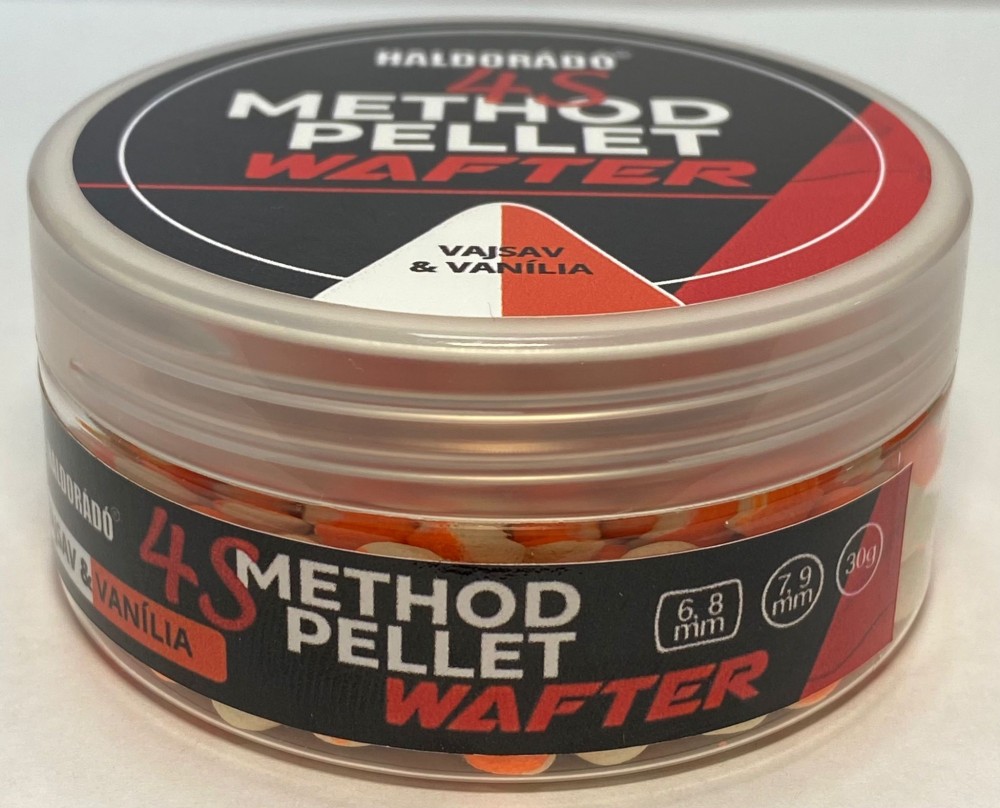 HALDORÁDÓ®
4S
METHOD
PELLET
WAFTER
VAJSAV
& VANÍLIA
HALDORÁDÓ®
& VANÍLIA
4S METHOD
PELLET
WAFTER
6, 8
mm
7, 9
mm
30g